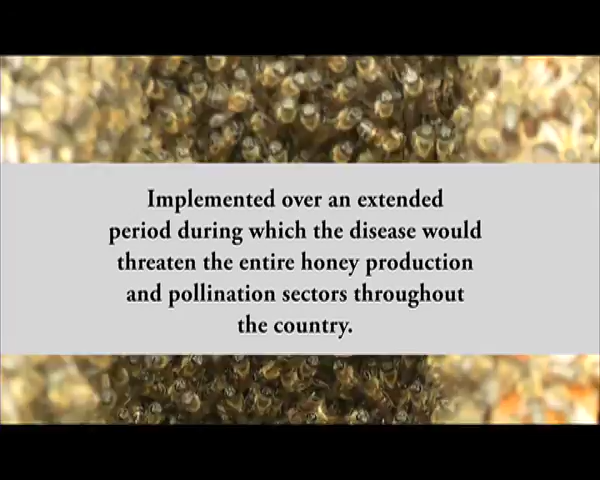 Implemented over an extended
period during which the disease would
threaten the entire honey production
and pollination sectors throughout
the country.